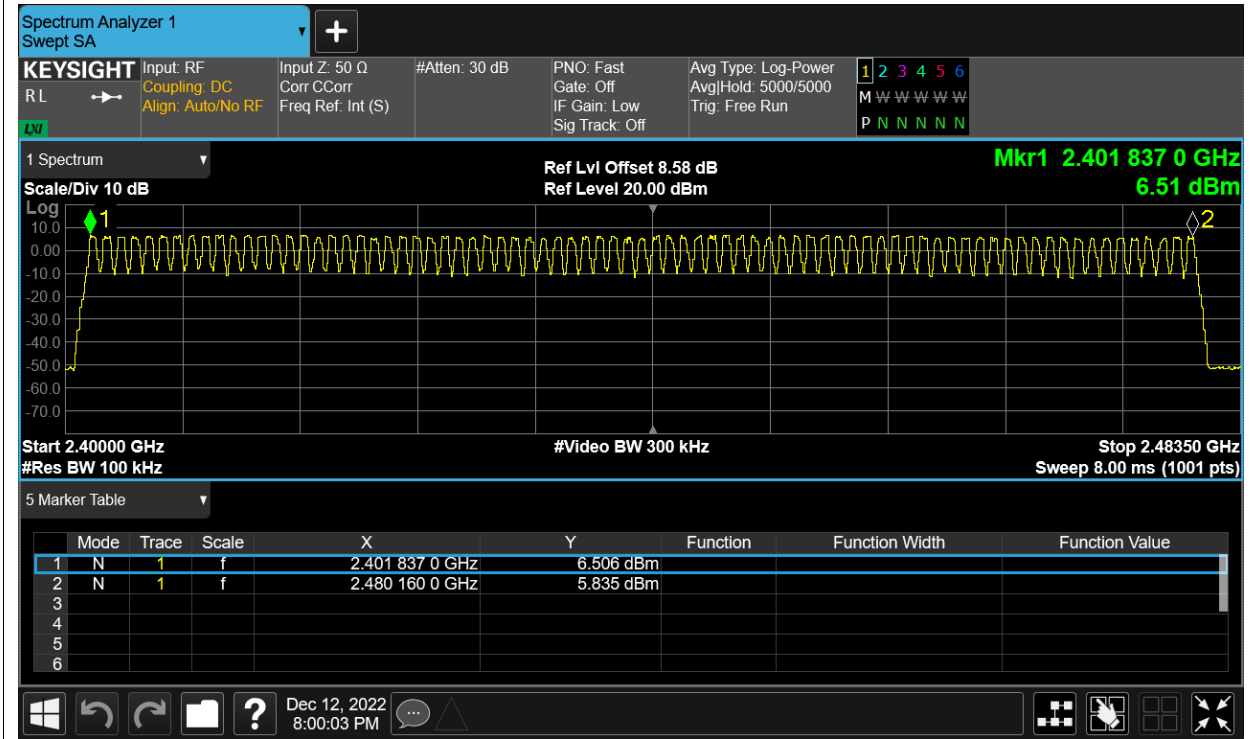 Spectrum Analyzer 1
Swept SA
+
KEYSIGHT Input: RF Input Z: 50 Ω #Atten: 30 dB PNO: Fast Avg Type: Log-Power 1 2 3 4 5 6
R L Coupling: DC Corr CCorr Gate: Off Avg|Hold: 5000/5000 M W W W W W
Align: Auto/No RF Freq Ref: Int (S) IF Gain: Low Trig: Free Run
LXI Sig Track: Off P N N N N N
1 Spectrum
Ref Lvl Offset 8.58 dB Mkr1 2.401 837 0 GHz
Scale/Div 10 dB Ref Level 20.00 dBm 6.51 dBm
Log
1 2
10.0
0.00
-10.0
-20.0
-30.0
-40.0
-50.0
-60.0
-70.0
Start 2.40000 GHz #Video BW 300 kHz Stop 2.48350 GHz
#Res BW 100 kHz Sweep 8.00 ms (1001 pts)
5 Marker Table
Mode Trace Scale X Y Function Function Width Function Value
1 N 1 f 2.401 837 0 GHz 6.506 dBm
2 N 1 f 2.480 160 0 GHz 5.835 dBm
3
4
5
6
? Dec 12, 2022
8:00:03 PM